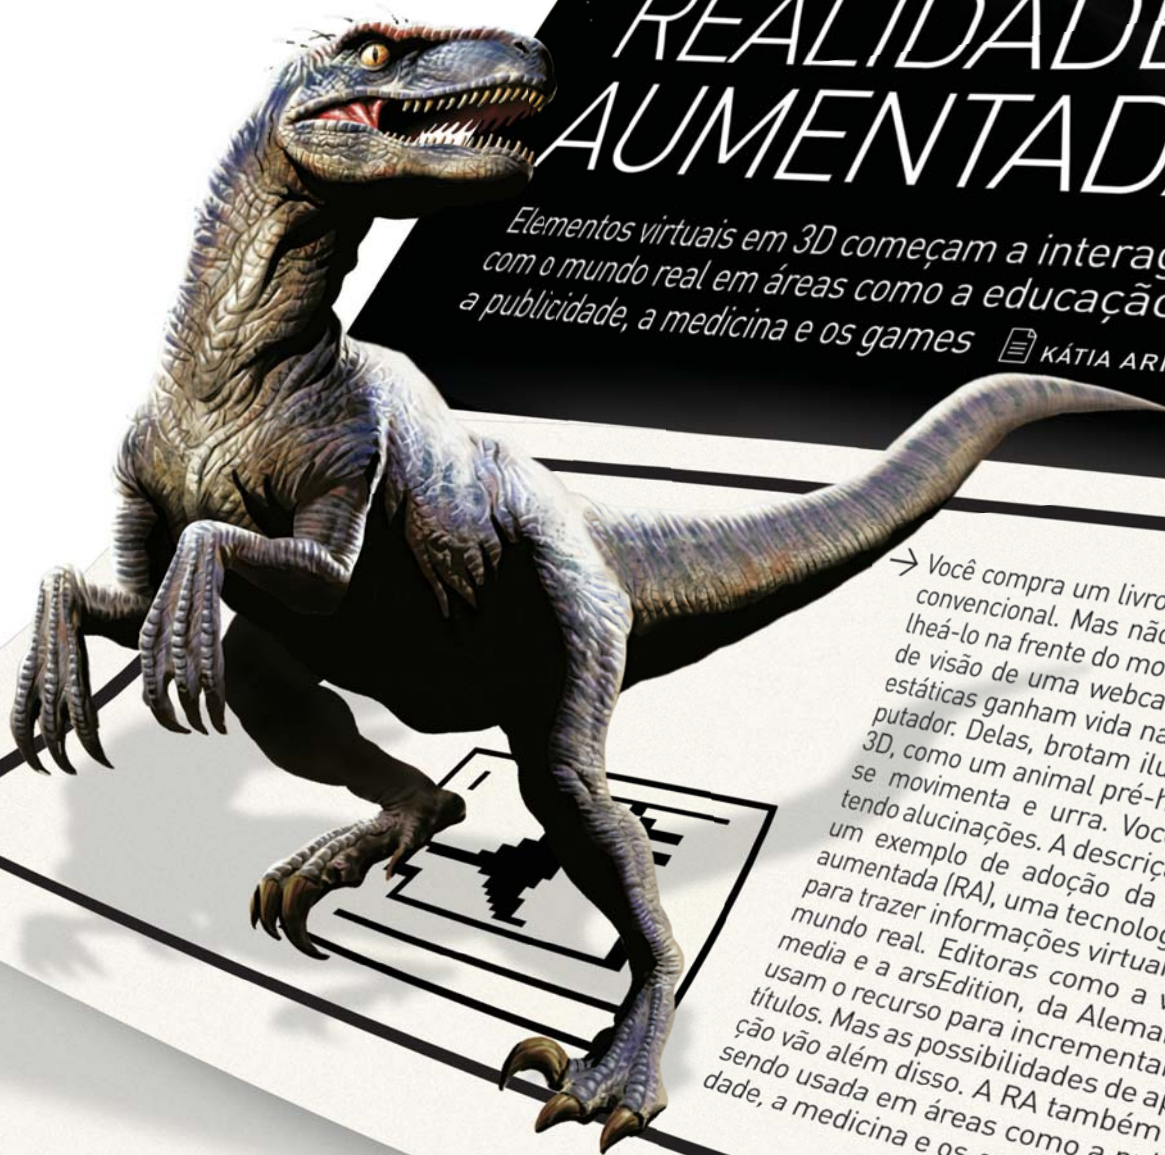 REALIDADE
AUMENTADA
Elementos virtuais em 3D começam a interag
com o mundo real em áreas como a educação
a publicidade, a medicina e os games KÁTIA ARI
→ Você compra um livro
convencional. Mas não
lheá-lo na frente do mo
de visão de uma webca
estáticas ganham vida na
putador. Delas, brotam ilu
3D, como um animal pré-h
se movimenta e urra. Voc
tendo alucinações. A descriç
um exemplo de adoção da
aumentada (RA), uma tecnolog
para trazer informações virtuai
mundo real. Editoras como a
media e a arsEdition, da Alema
usam o recurso para incrementa
títulos. Mas as possibilidades de ap
ção vão além disso. A RA também
sendo usada em áreas como a
dade, a medicina e os